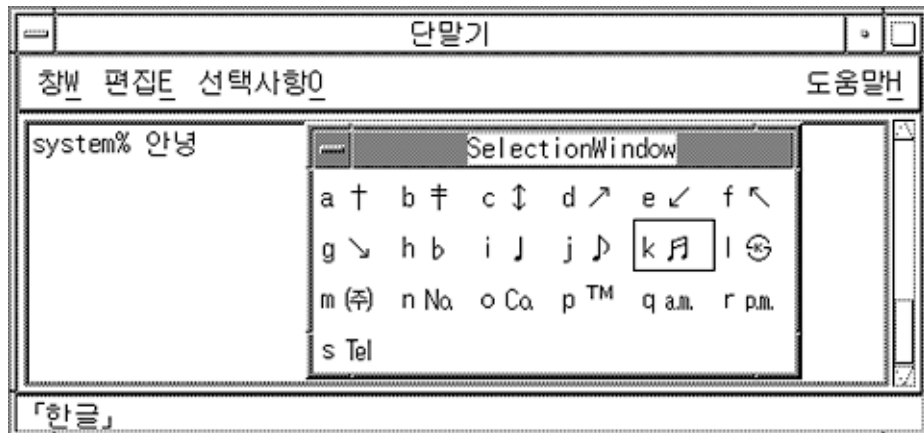 단말기
창W 편집E 선택사항O 도움말H
system% 안녕
SelectionWindow
a † b ‡ c ↕ d ↗ e ↙ f ↖
g ↘ h ♭ i ♩ j ♪ k ♬ l ㉿
m ㈜ n № o ㏇ p ™ q ㏂ r ㏘
s ℡
「한글」